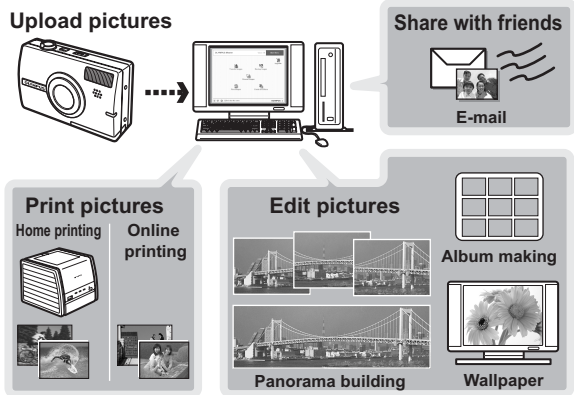 Upload pictures
Share with friends
E-mail
Print pictures
Home printing
Online
printing
Edit pictures
Album making
Panorama building
Wallpaper